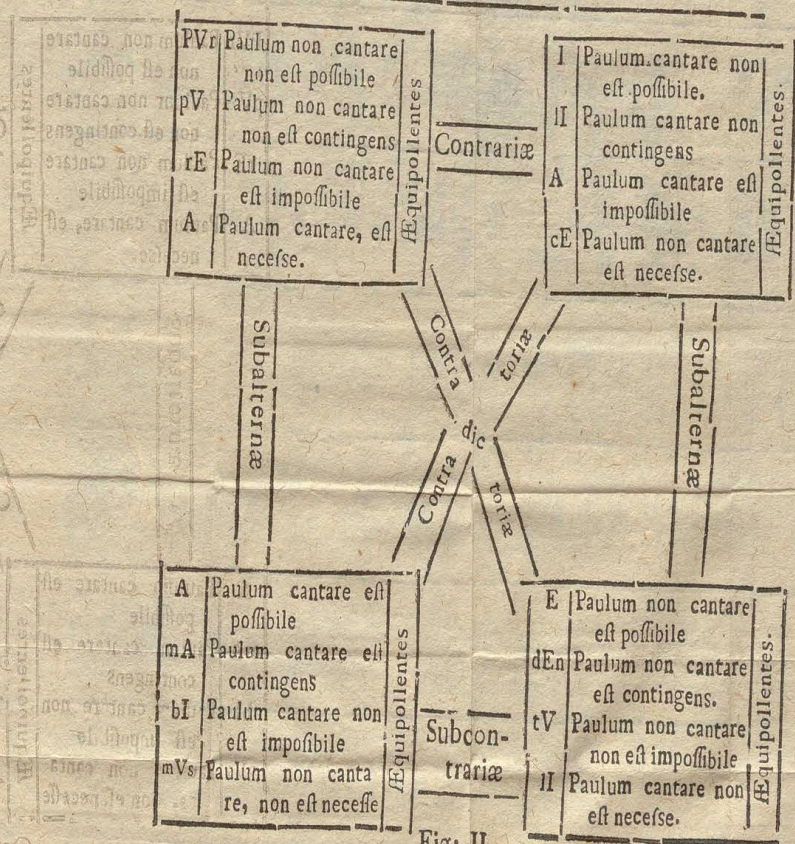 PVr Paulum non cantare
non eſt poſſibile
pV Paulum non cantare
non eſt contingens
rE Paulum non cantare
eſt impoſſibile
A Paulum cantare, eſt
neceſse.
Æquipollentes
Contrariæ
I Paulum cantare non
eſt poſſibile.
lI Paulum cantare non
contingens
A Paulum cantare eſt
impoſſibile
cE Paulum non cantare
eſt neceſse.
Æquipollentes.
Subalternæ
Contra
toriæ
dic
Contra
toriæ
Subalternæ
A Paulum cantare eſt
poſſibile
mA Paulum cantare eſt
contingens
bI Paulum cantare non
eſt impoſibile
mVs Paulum non canta
re, non eſt neceſſe
Æquipollentes
Subcon-
trariæ
E Paulum non cantare
eſt poſſibile
dEn Paulum non cantare
eſt contingens.
tV Paulum non cantare
non eſt impoſſibile
lI Paulum cantare non
eſt neceſse.
Æquipollentes.
Fig: II